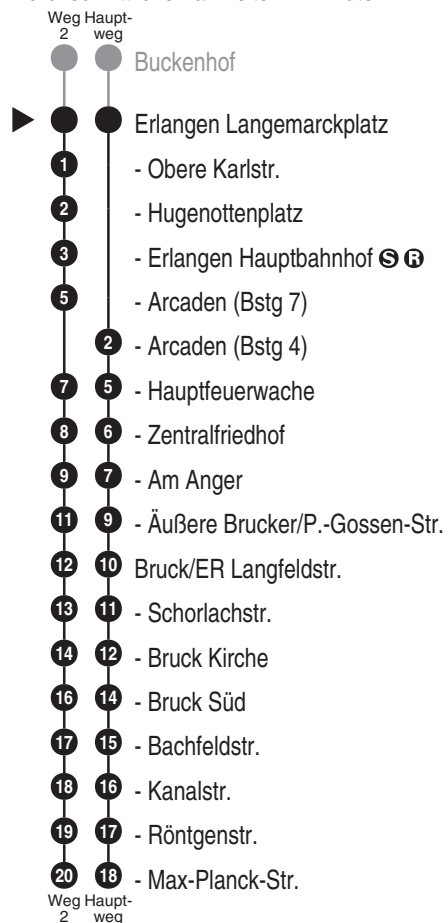 Weg Haupt-
2 weg
Buckenhof
Erlangen Langemarckplatz
1 - Obere Karlstr.
2 - Hugenottenplatz
3 - Erlangen Hauptbahnhof S R
5 - Arcaden (Bstg 7)
2 - Arcaden (Bstg 4)
7 5 - Hauptfeuerwache
8 6 - Zentralfriedhof
9 7 - Am Anger
11 9 - Äußere Brucker/P.-Gossen-Str.
12 10 Bruck/ER Langfeldstr.
13 11 - Schorlachstr.
14 12 - Bruck Kirche
16 14 - Bruck Süd
17 15 - Bachfeldstr.
18 16 - Kanalstr.
19 17 - Röntgenstr.
20 18 - Max-Planck-Str.
Weg Haupt-
2 weg